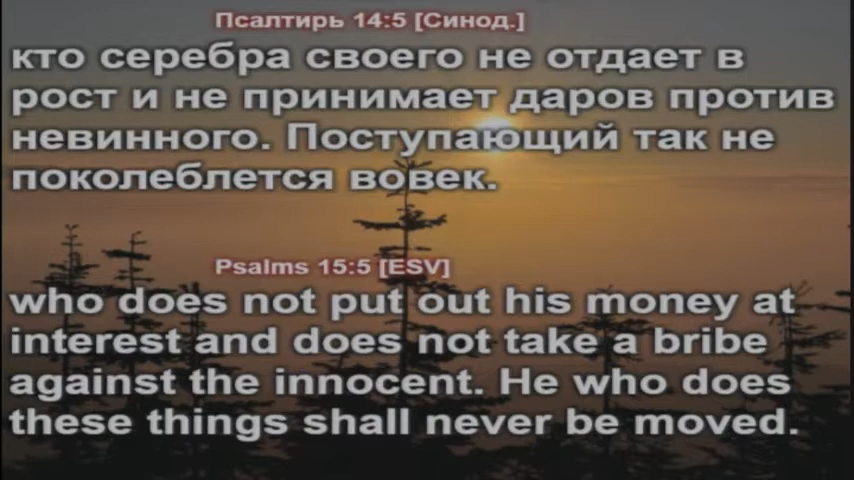 Псалтирь 14:5 [Синод.]
кто серебра своего не отдает в
рост и не принимает даров против
невинного. Поступающий так не
поколеблется вовек.
Psalms 15:5 [ESV]
who does not put out his money at
interest and does not take a bribe
against the innocent. He who does
these things shall never be moved.